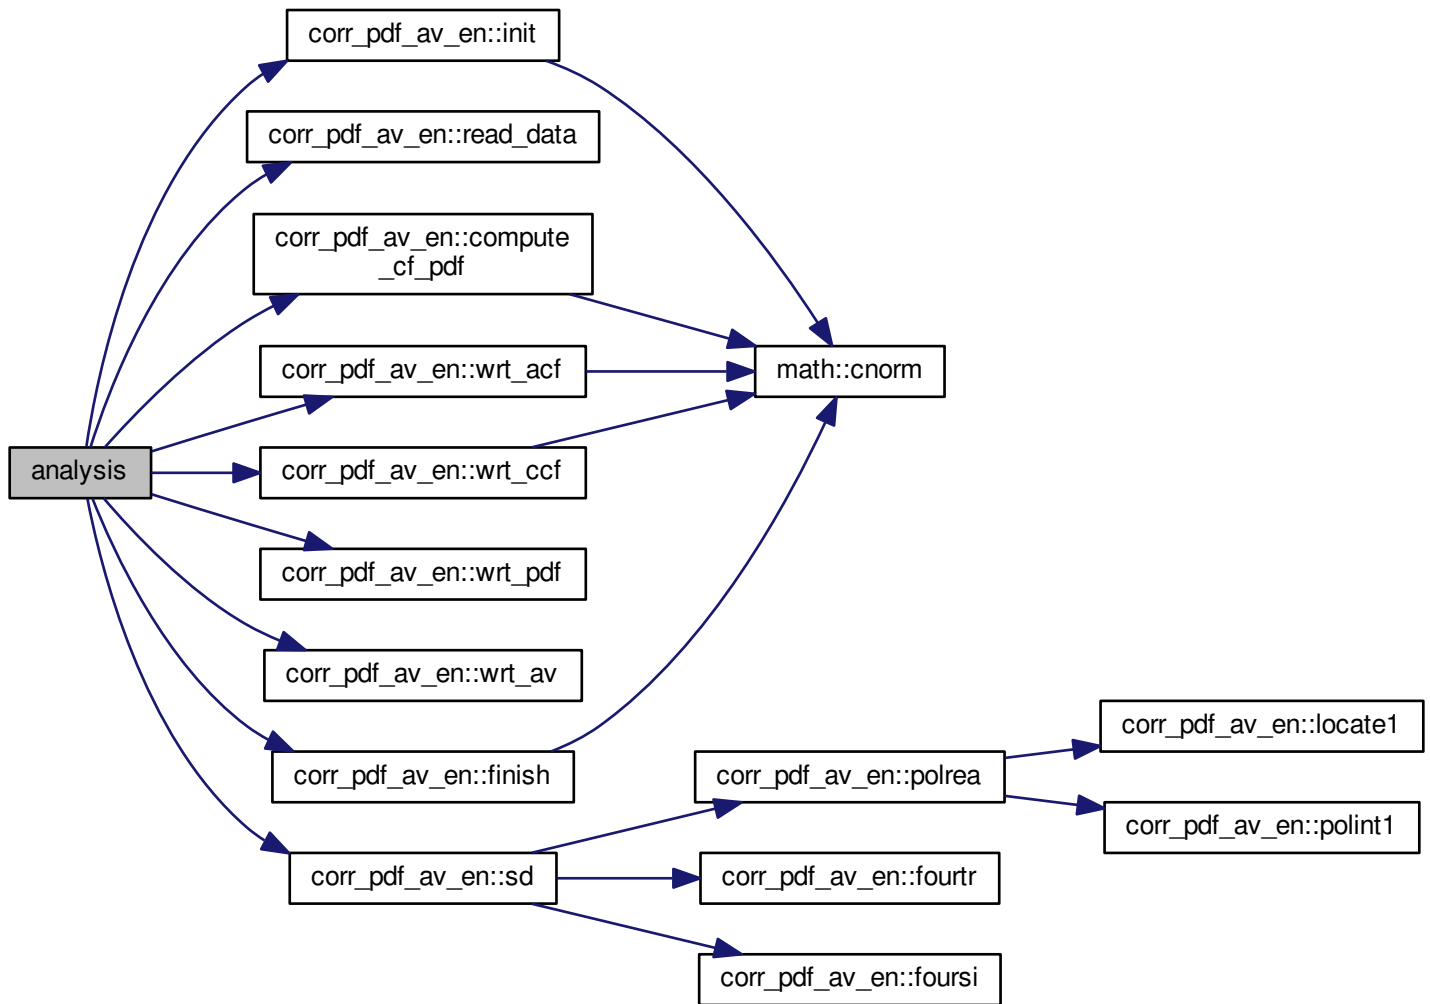 corr_pdf_av_en::init
corr_pdf_av_en::read_data
corr_pdf_av_en::compute
_cf_pdf
corr_pdf_av_en::wrt_acf
math::cnorm
analysis
corr_pdf_av_en::wrt_ccf
corr_pdf_av_en::wrt_pdf
corr_pdf_av_en::wrt_av
corr_pdf_av_en::finish
corr_pdf_av_en::polrea
corr_pdf_av_en::locate1
corr_pdf_av_en::polint1
corr_pdf_av_en::sd
corr_pdf_av_en::fourtr
corr_pdf_av_en::foursi